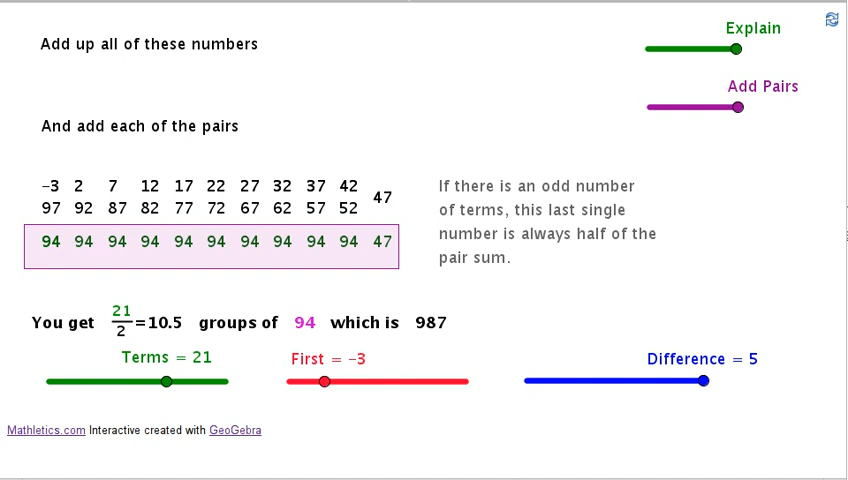 Explain
Add up all of these numbers
Add Pairs
And add each of the pairs
−3 2 7 12 17 22 27 32 37 42 47
97 92 87 82 77 72 67 62 57 52
94 94 94 94 94 94 94 94 94 94 47
If there is an odd number
of terms, this last single
number is always half of the
pair sum.
You get 21/2=10.5 groups of 94 which is 987
Terms = 21 First = −3 Difference = 5
Mathletics.com Interactive created with GeoGebra